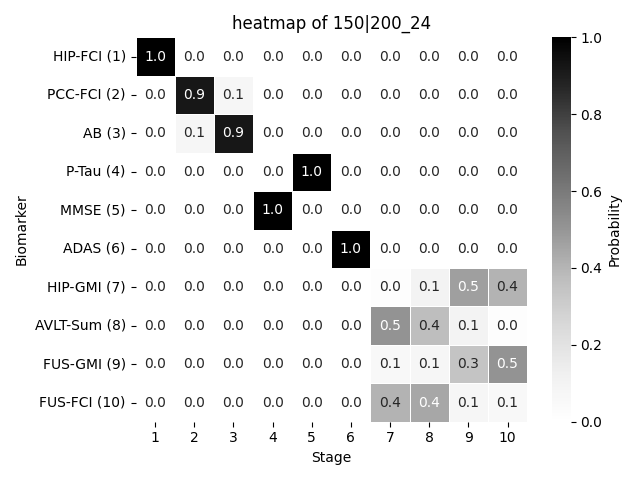 heatmap of 150|200_24
HIP-FCI (1) 1.0 0.0 0.0 0.0 0.0 0.0 0.0 0.0 0.0 0.0
PCC-FCI (2) 0.0 0.9 0.1 0.0 0.0 0.0 0.0 0.0 0.0 0.0
AB (3) 0.0 0.1 0.9 0.0 0.0 0.0 0.0 0.0 0.0 0.0
P-Tau (4) 0.0 0.0 0.0 0.0 1.0 0.0 0.0 0.0 0.0 0.0
MMSE (5) 0.0 0.0 0.0 1.0 0.0 0.0 0.0 0.0 0.0 0.0
ADAS (6) 0.0 0.0 0.0 0.0 0.0 1.0 0.0 0.0 0.0 0.0
HIP-GMI (7) 0.0 0.0 0.0 0.0 0.0 0.0 0.0 0.1 0.5 0.4
AVLT-Sum (8) 0.0 0.0 0.0 0.0 0.0 0.0 0.5 0.4 0.1 0.0
FUS-GMI (9) 0.0 0.0 0.0 0.0 0.0 0.0 0.1 0.1 0.3 0.5
FUS-FCI (10) 0.0 0.0 0.0 0.0 0.0 0.0 0.4 0.4 0.1 0.1
1 2 3 4 5 6 7 8 9 10
Stage
Biomarker
1.0
0.8
0.6
0.4
0.2
0.0
Probability